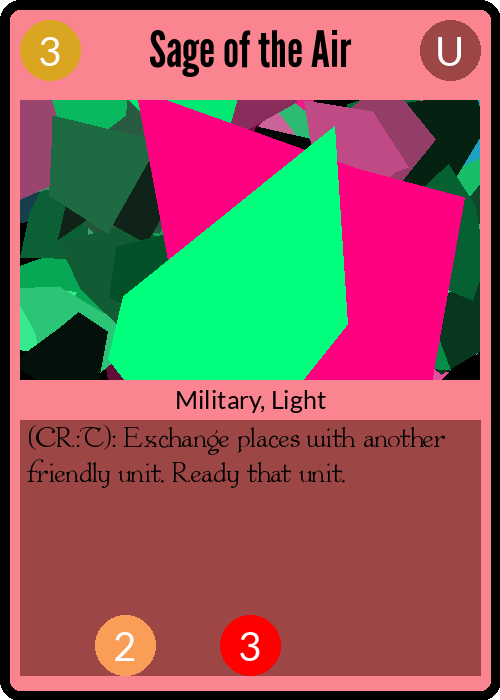 3
Sage of the Air
U
Military, Light
(CR:T): Exchange places with another
friendly unit. Ready that unit.
2
3